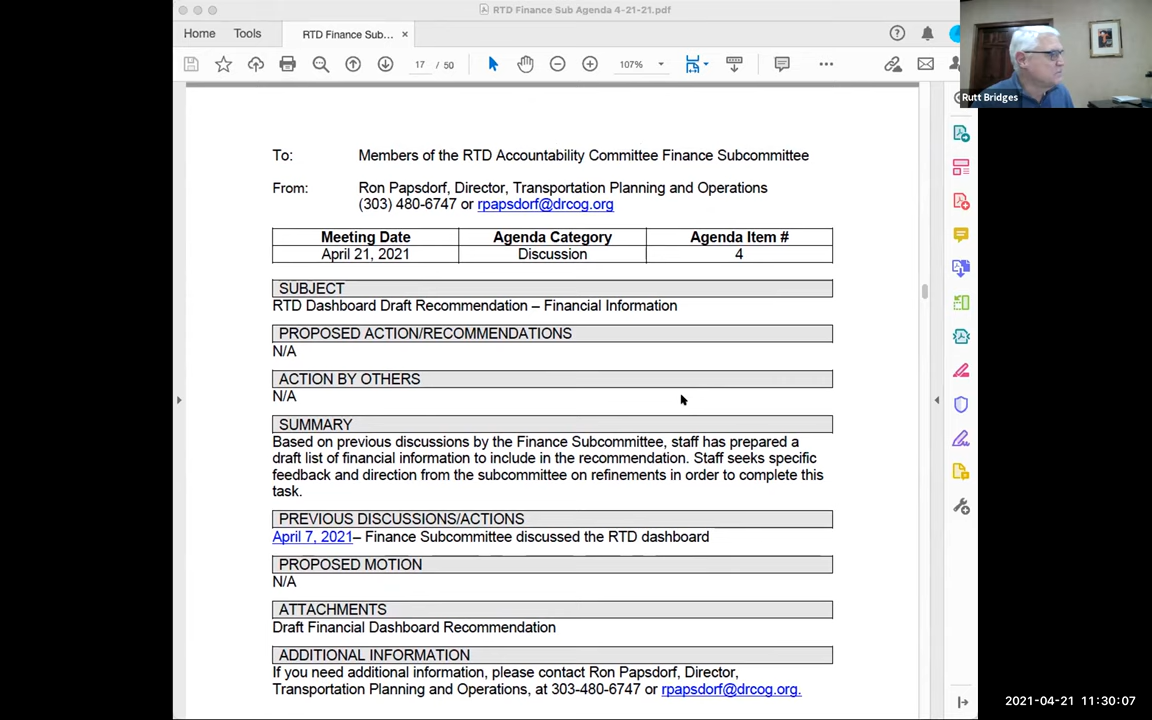 RTD Finance Sub Agenda 4-21-21.pdf
Home Tools RTD Finance Sub... ×
17 / 50 107%
Rutt Bridges
To: Members of the RTD Accountability Committee Finance Subcommittee
From: Ron Papsdorf, Director, Transportation Planning and Operations
(303) 480-6747 or rpapsdorf@drcog.org
Meeting Date Agenda Category Agenda Item #
April 21, 2021 Discussion 4
SUBJECT
RTD Dashboard Draft Recommendation – Financial Information
PROPOSED ACTION/RECOMMENDATIONS
N/A
ACTION BY OTHERS
N/A
SUMMARY
Based on previous discussions by the Finance Subcommittee, staff has prepared a
draft list of financial information to include in the recommendation. Staff seeks specific
feedback and direction from the subcommittee on refinements in order to complete this
task.
PREVIOUS DISCUSSIONS/ACTIONS
April 7, 2021– Finance Subcommittee discussed the RTD dashboard
PROPOSED MOTION
N/A
ATTACHMENTS
Draft Financial Dashboard Recommendation
ADDITIONAL INFORMATION
If you need additional information, please contact Ron Papsdorf, Director,
Transportation Planning and Operations, at 303-480-6747 or rpapsdorf@drcog.org.
2021-04-21 11:30:07